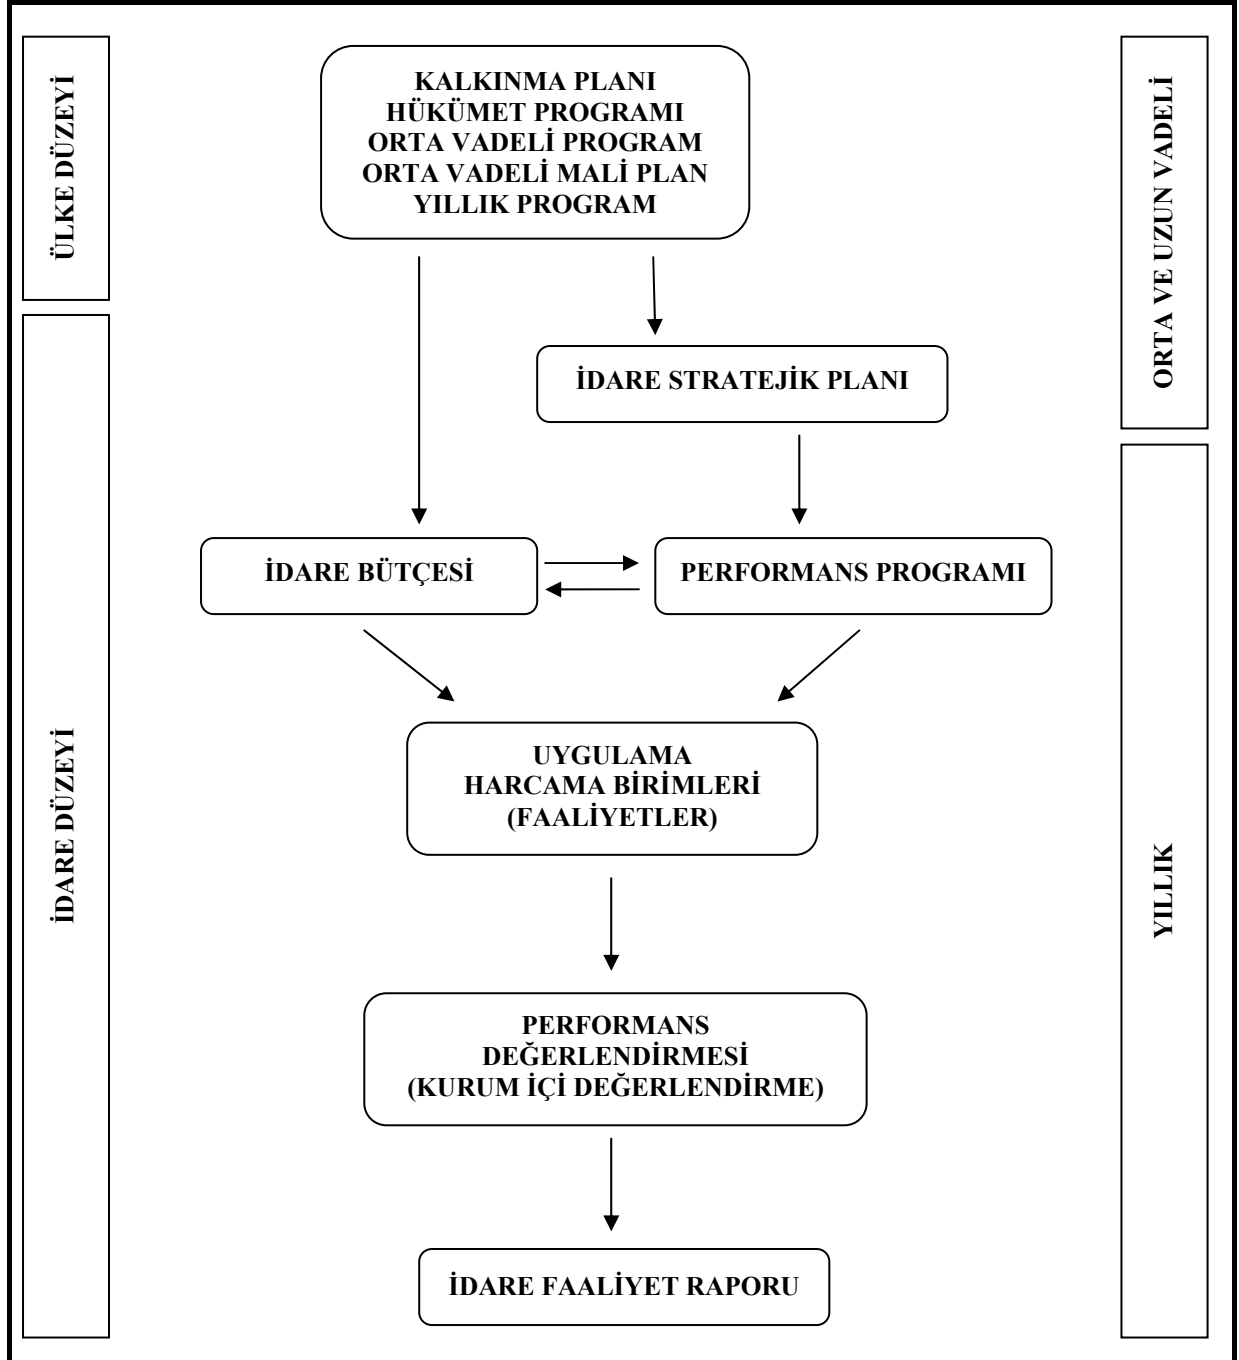 ÜLKE DÜZEYİ
KALKINMA PLANI
HÜKÜMET PROGRAMI
ORTA VADELİ PROGRAM
ORTA VADELİ MALİ PLAN
YILLIK PROGRAM
ORTA VE UZUN VADELİ
İDARE STRATEJİK PLANI
İDARE BÜTÇESİ
PERFORMANS PROGRAMI
İDARE DÜZEYİ
UYGULAMA
HARCAMA BİRİMLERİ
(FAALİYETLER)
YILLIK
PERFORMANS
DEĞERLENDİRMESİ
(KURUM İÇİ DEĞERLENDİRME)
İDARE FAALİYET RAPORU